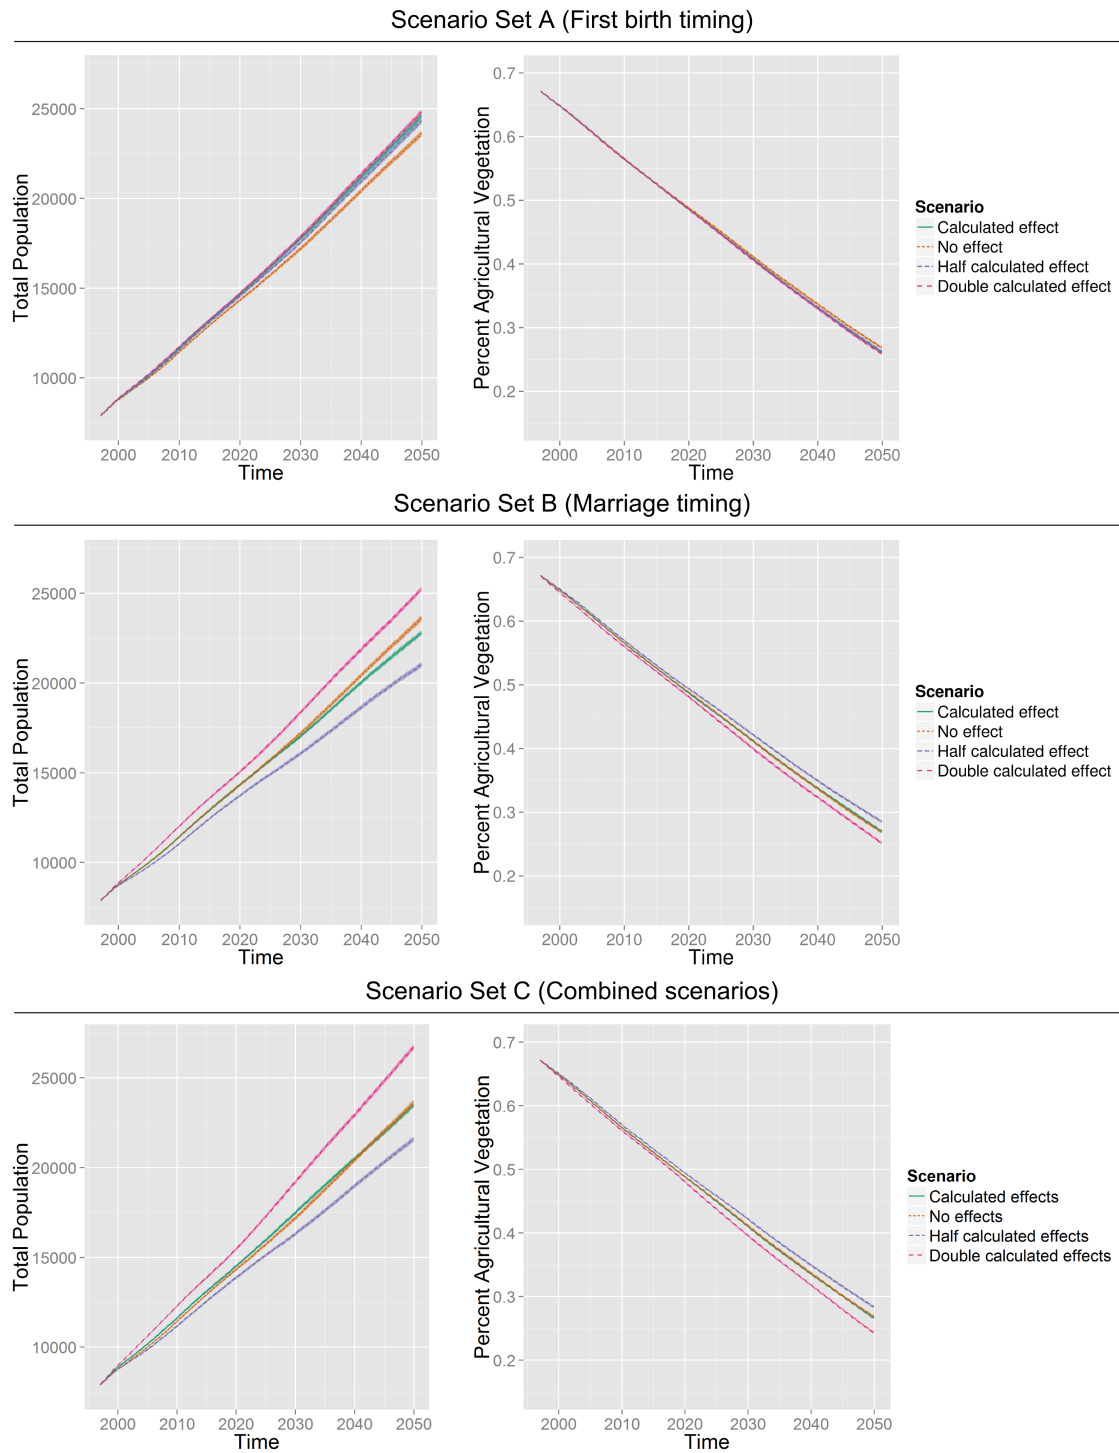 Scenario Set A (First birth timing)
Total Population
25000
20000
15000
10000
2000 2010 2020 2030 2040 2050
Time
Percent Agricultural Vegetation
0.7
0.6
0.5
0.4
0.3
0.2
2000 2010 2020 2030 2040 2050
Time
Scenario
Calculated effect
No effect
Half calculated effect
Double calculated effect
Scenario Set B (Marriage timing)
Total Population
25000
20000
15000
10000
2000 2010 2020 2030 2040 2050
Time
Percent Agricultural Vegetation
0.7
0.6
0.5
0.4
0.3
0.2
2000 2010 2020 2030 2040 2050
Time
Scenario
Calculated effect
No effect
Half calculated effect
Double calculated effect
Scenario Set C (Combined scenarios)
Total Population
25000
20000
15000
10000
2000 2010 2020 2030 2040 2050
Time
Percent Agricultural Vegetation
0.7
0.6
0.5
0.4
0.3
0.2
2000 2010 2020 2030 2040 2050
Time
Scenario
Calculated effects
No effects
Half calculated effects
Double calculated effects